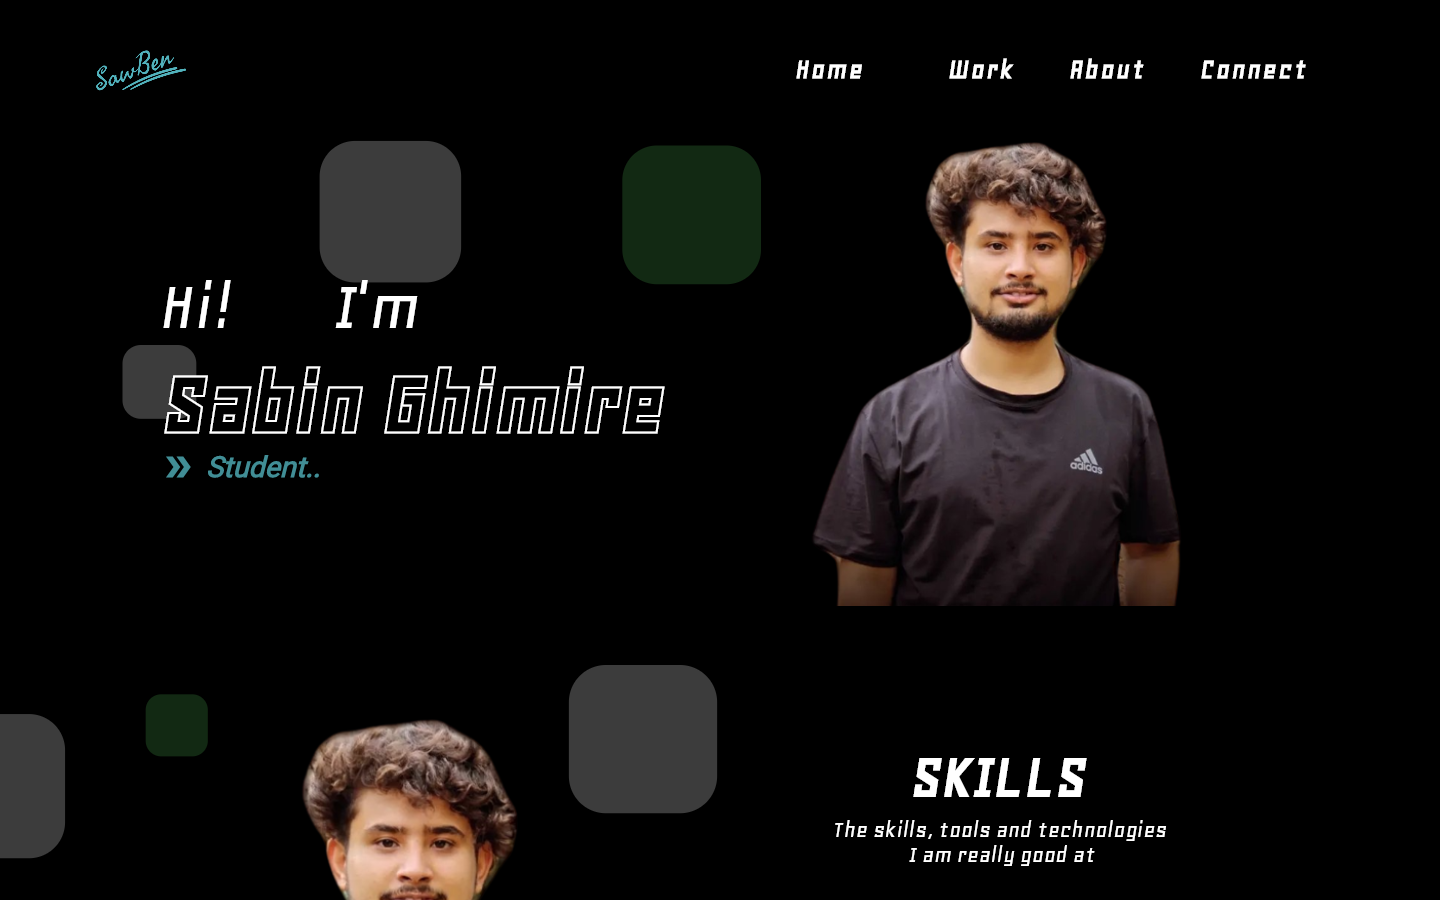 SawBen
Home Work About Connect
Hi! I'm
Sabin Ghimire
» Student..
adidas
SKILLS
The skills, tools and technologies
I am really good at